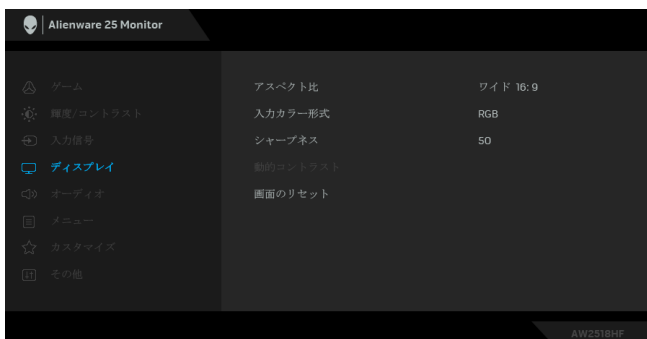 Alienware 25 Monitor
ゲーム
輝度/コントラスト
入力信号
ディスプレイ
オーディオ
メニュー
カスタマイズ
その他
アスペクト比 ワイド 16:9
入力カラー形式 RGB
シャープネス 50
動的コントラスト
画面のリセット
AW2518HF